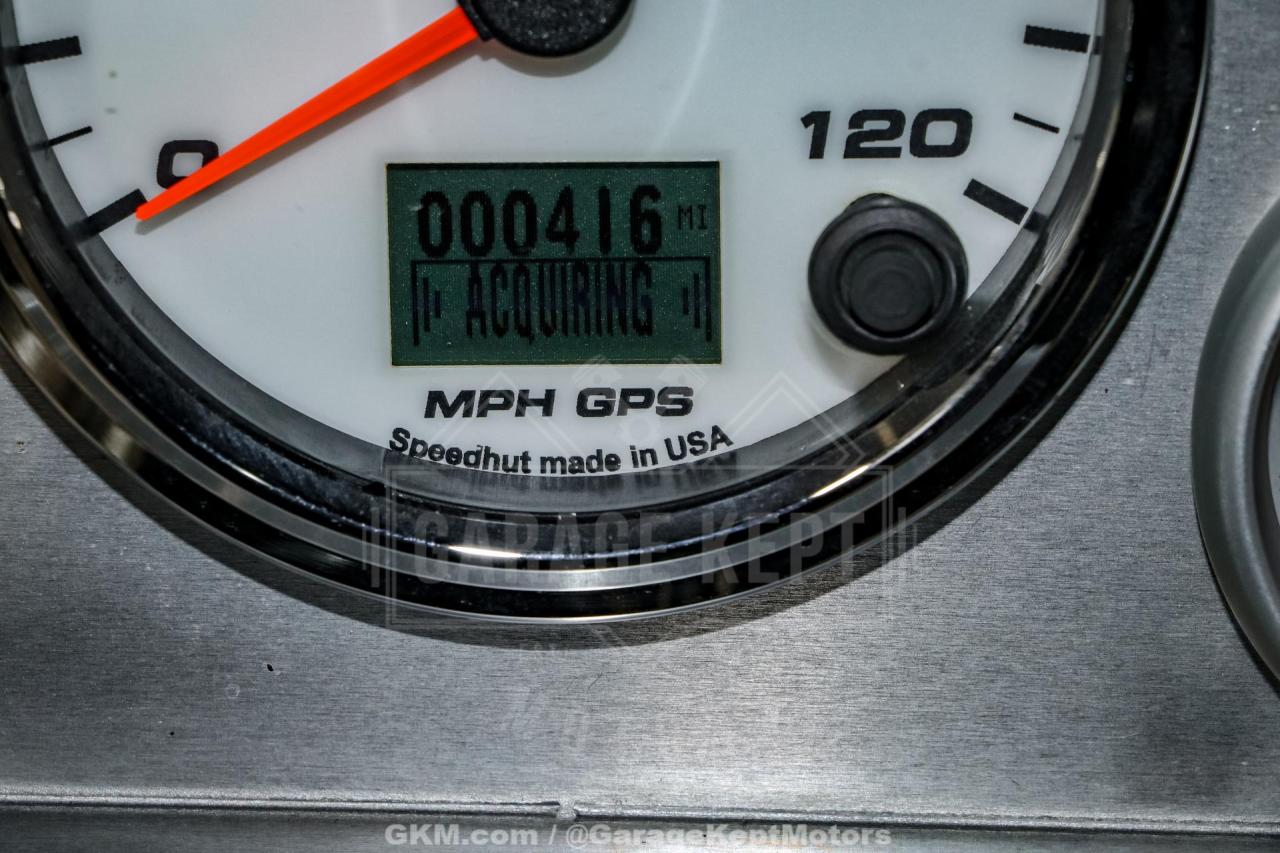 0
120
000416 MI
ACQUIRING
MPH GPS
Speedhut made in USA
GARAGE KEPT
GKM.com / @GarageKeptMotors